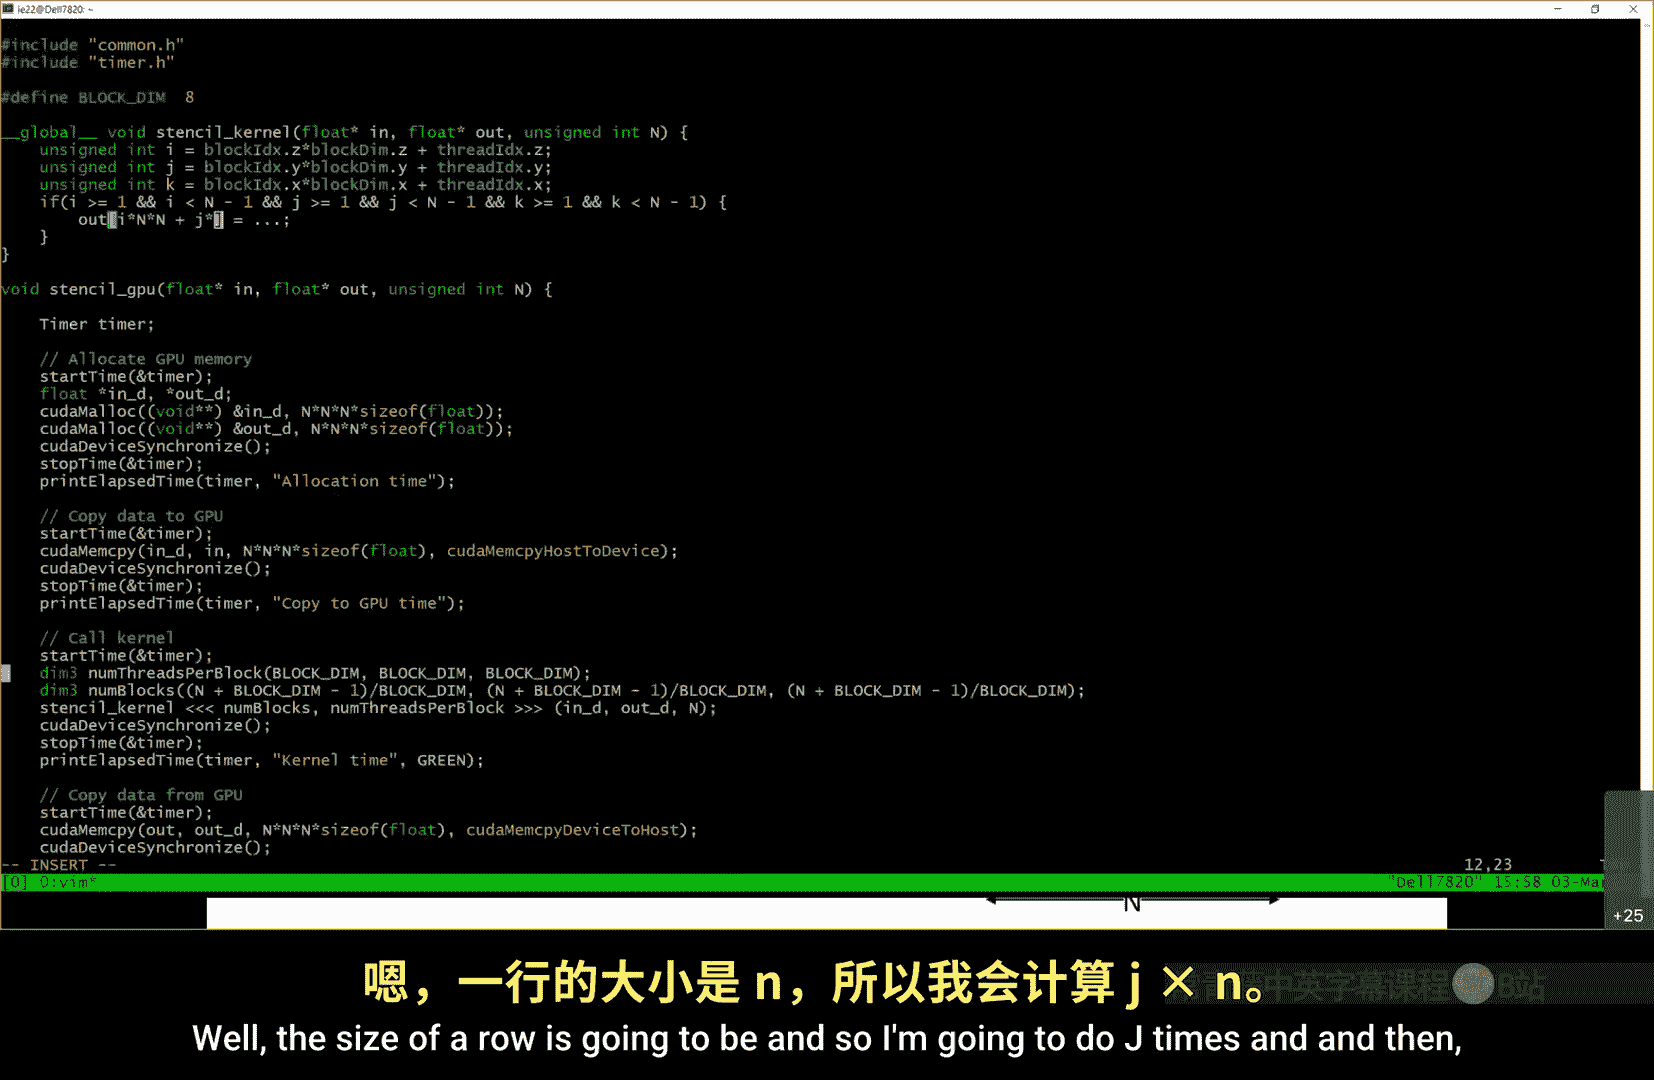 ie22@Dell7820: ~
#include "common.h"
#include "timer.h"
#define BLOCK_DIM  8
__global__ void stencil_kernel(float* in, float* out, unsigned int N) {
    unsigned int i = blockIdx.z*blockDim.z + threadIdx.z;
    unsigned int j = blockIdx.y*blockDim.y + threadIdx.y;
    unsigned int k = blockIdx.x*blockDim.x + threadIdx.x;
    if(i >= 1 && i < N - 1 && j >= 1 && j < N - 1 && k >= 1 && k < N - 1) {
        out[i*N*N + j*] = ...;
    }
}
void stencil_gpu(float* in, float* out, unsigned int N) {
    Timer timer;
    // Allocate GPU memory
    startTime(&timer);
    float *in_d, *out_d;
    cudaMalloc((void**) &in_d, N*N*N*sizeof(float));
    cudaMalloc((void**) &out_d, N*N*N*sizeof(float));
    cudaDeviceSynchronize();
    stopTime(&timer);
    printElapsedTime(timer, "Allocation time");
    // Copy data to GPU
    startTime(&timer);
    cudaMemcpy(in_d, in, N*N*N*sizeof(float), cudaMemcpyHostToDevice);
    cudaDeviceSynchronize();
    stopTime(&timer);
    printElapsedTime(timer, "Copy to GPU time");
    // Call kernel
    startTime(&timer);
    dim3 numThreadsPerBlock(BLOCK_DIM, BLOCK_DIM, BLOCK_DIM);
    dim3 numBlocks((N + BLOCK_DIM - 1)/BLOCK_DIM, (N + BLOCK_DIM - 1)/BLOCK_DIM, (N + BLOCK_DIM - 1)/BLOCK_DIM);
    stencil_kernel <<< numBlocks, numThreadsPerBlock >>> (in_d, out_d, N);
    cudaDeviceSynchronize();
    stopTime(&timer);
    printElapsedTime(timer, "Kernel time", GREEN);
    // Copy data from GPU
    startTime(&timer);
    cudaMemcpy(out, out_d, N*N*N*sizeof(float), cudaMemcpyDeviceToHost);
    cudaDeviceSynchronize();
-- INSERT --    12,23
[0] 0:vim*    "Dell7820" 15:58 03-Mar
N
+25
嗯，一行的大小是 n，所以我会计算 j × n。
中英字幕课程
B站
Well, the size of a row is going to be and so I'm going to do J times and and then,